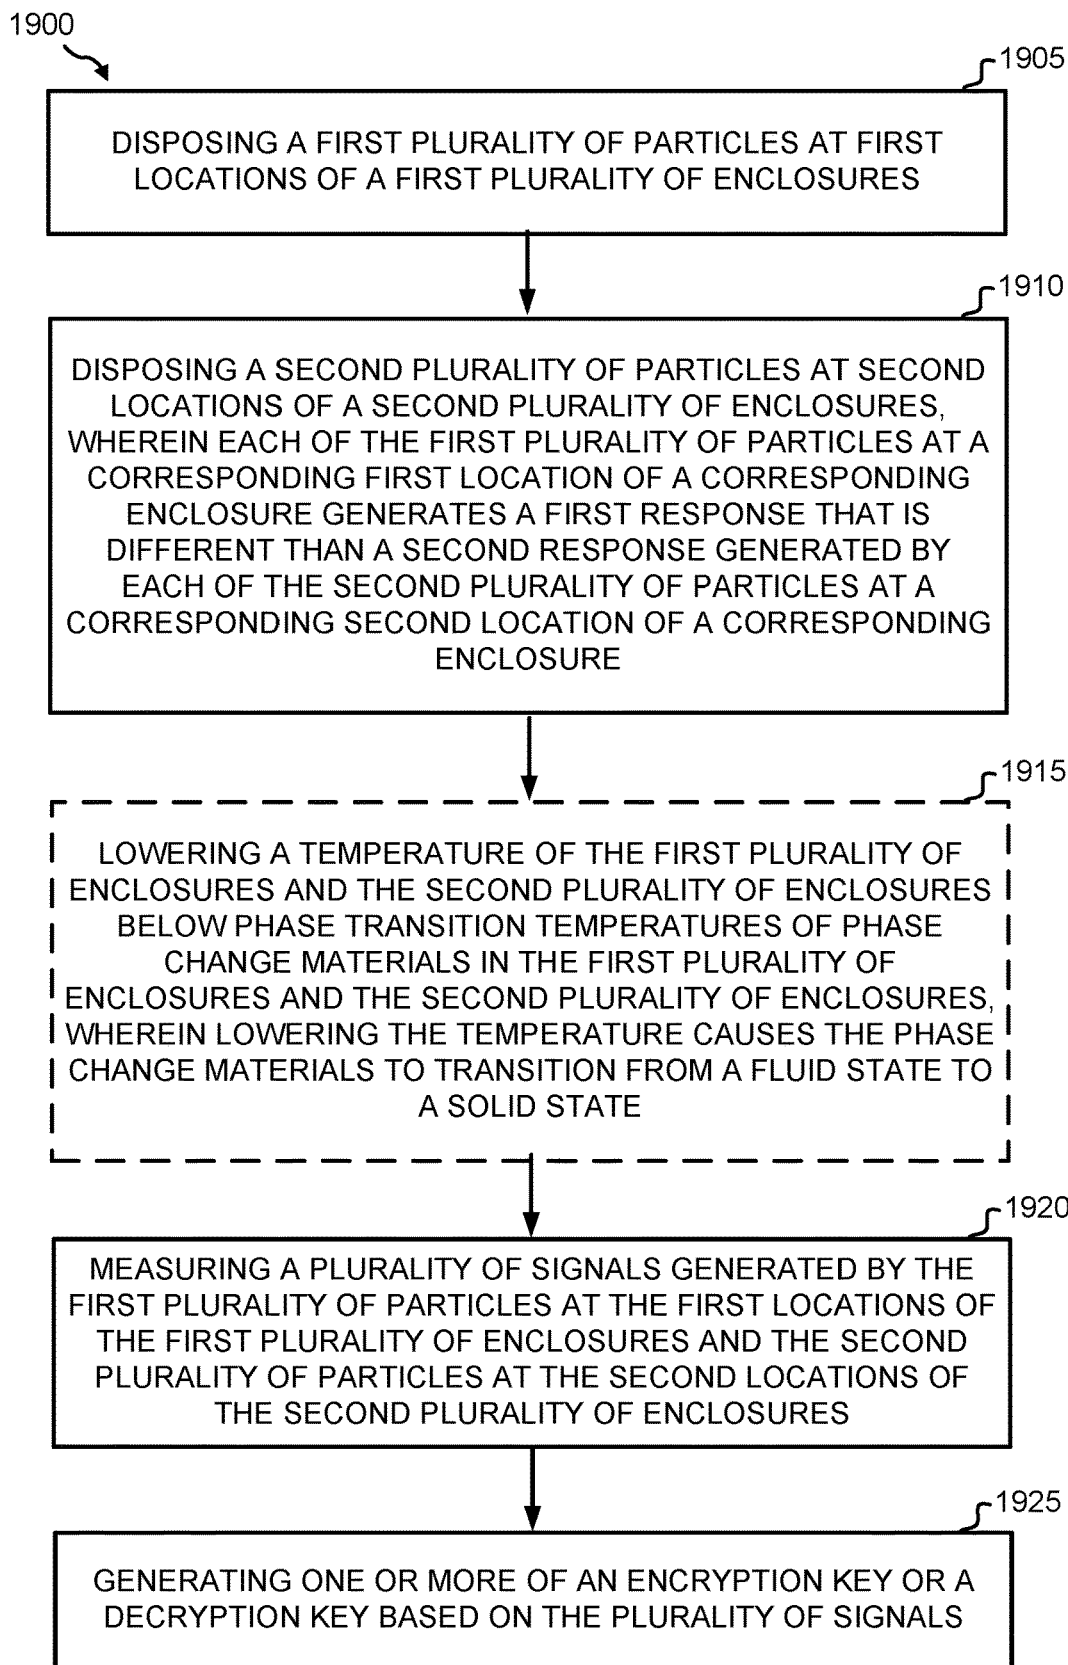 1900
1905
DISPOSING A FIRST PLURALITY OF PARTICLES AT FIRST
LOCATIONS OF A FIRST PLURALITY OF ENCLOSURES
1910
DISPOSING A SECOND PLURALITY OF PARTICLES AT SECOND
LOCATIONS OF A SECOND PLURALITY OF ENCLOSURES,
WHEREIN EACH OF THE FIRST PLURALITY OF PARTICLES AT A
CORRESPONDING FIRST LOCATION OF A CORRESPONDING
ENCLOSURE GENERATES A FIRST RESPONSE THAT IS
DIFFERENT THAN A SECOND RESPONSE GENERATED BY
EACH OF THE SECOND PLURALITY OF PARTICLES AT A
CORRESPONDING SECOND LOCATION OF A CORRESPONDING
ENCLOSURE
1915
LOWERING A TEMPERATURE OF THE FIRST PLURALITY OF
ENCLOSURES AND THE SECOND PLURALITY OF ENCLOSURES
BELOW PHASE TRANSITION TEMPERATURES OF PHASE
CHANGE MATERIALS IN THE FIRST PLURALITY OF
ENCLOSURES AND THE SECOND PLURALITY OF ENCLOSURES,
WHEREIN LOWERING THE TEMPERATURE CAUSES THE PHASE
CHANGE MATERIALS TO TRANSITION FROM A FLUID STATE TO
A SOLID STATE
1920
MEASURING A PLURALITY OF SIGNALS GENERATED BY THE
FIRST PLURALITY OF PARTICLES AT THE FIRST LOCATIONS OF
THE FIRST PLURALITY OF ENCLOSURES AND THE SECOND
PLURALITY OF PARTICLES AT THE SECOND LOCATIONS OF
THE SECOND PLURALITY OF ENCLOSURES
1925
GENERATING ONE OR MORE OF AN ENCRYPTION KEY OR A
DECRYPTION KEY BASED ON THE PLURALITY OF SIGNALS